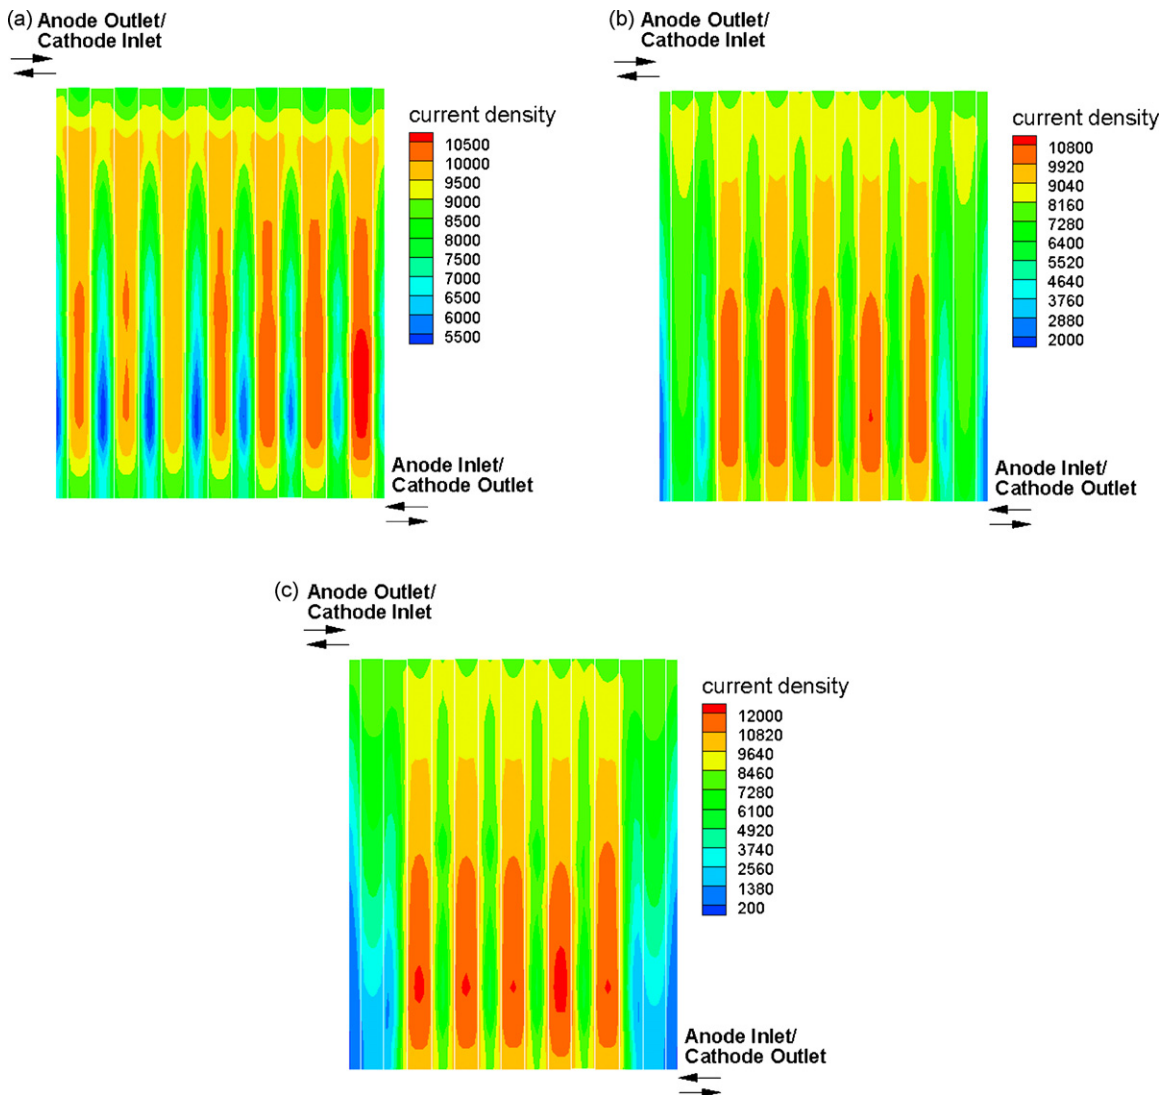 (a) Anode Outlet/
Cathode Inlet
current density
10500
10000
9500
9000
8500
8000
7500
7000
6500
6000
5500
Anode Inlet/
Cathode Outlet
(b) Anode Outlet/
Cathode Inlet
current density
10800
9920
9040
8160
7280
6400
5520
4640
3760
2880
2000
Anode Inlet/
Cathode Outlet
(c) Anode Outlet/
Cathode Inlet
current density
12000
10820
9640
8460
7280
6100
4920
3740
2560
1380
200
Anode Inlet/
Cathode Outlet